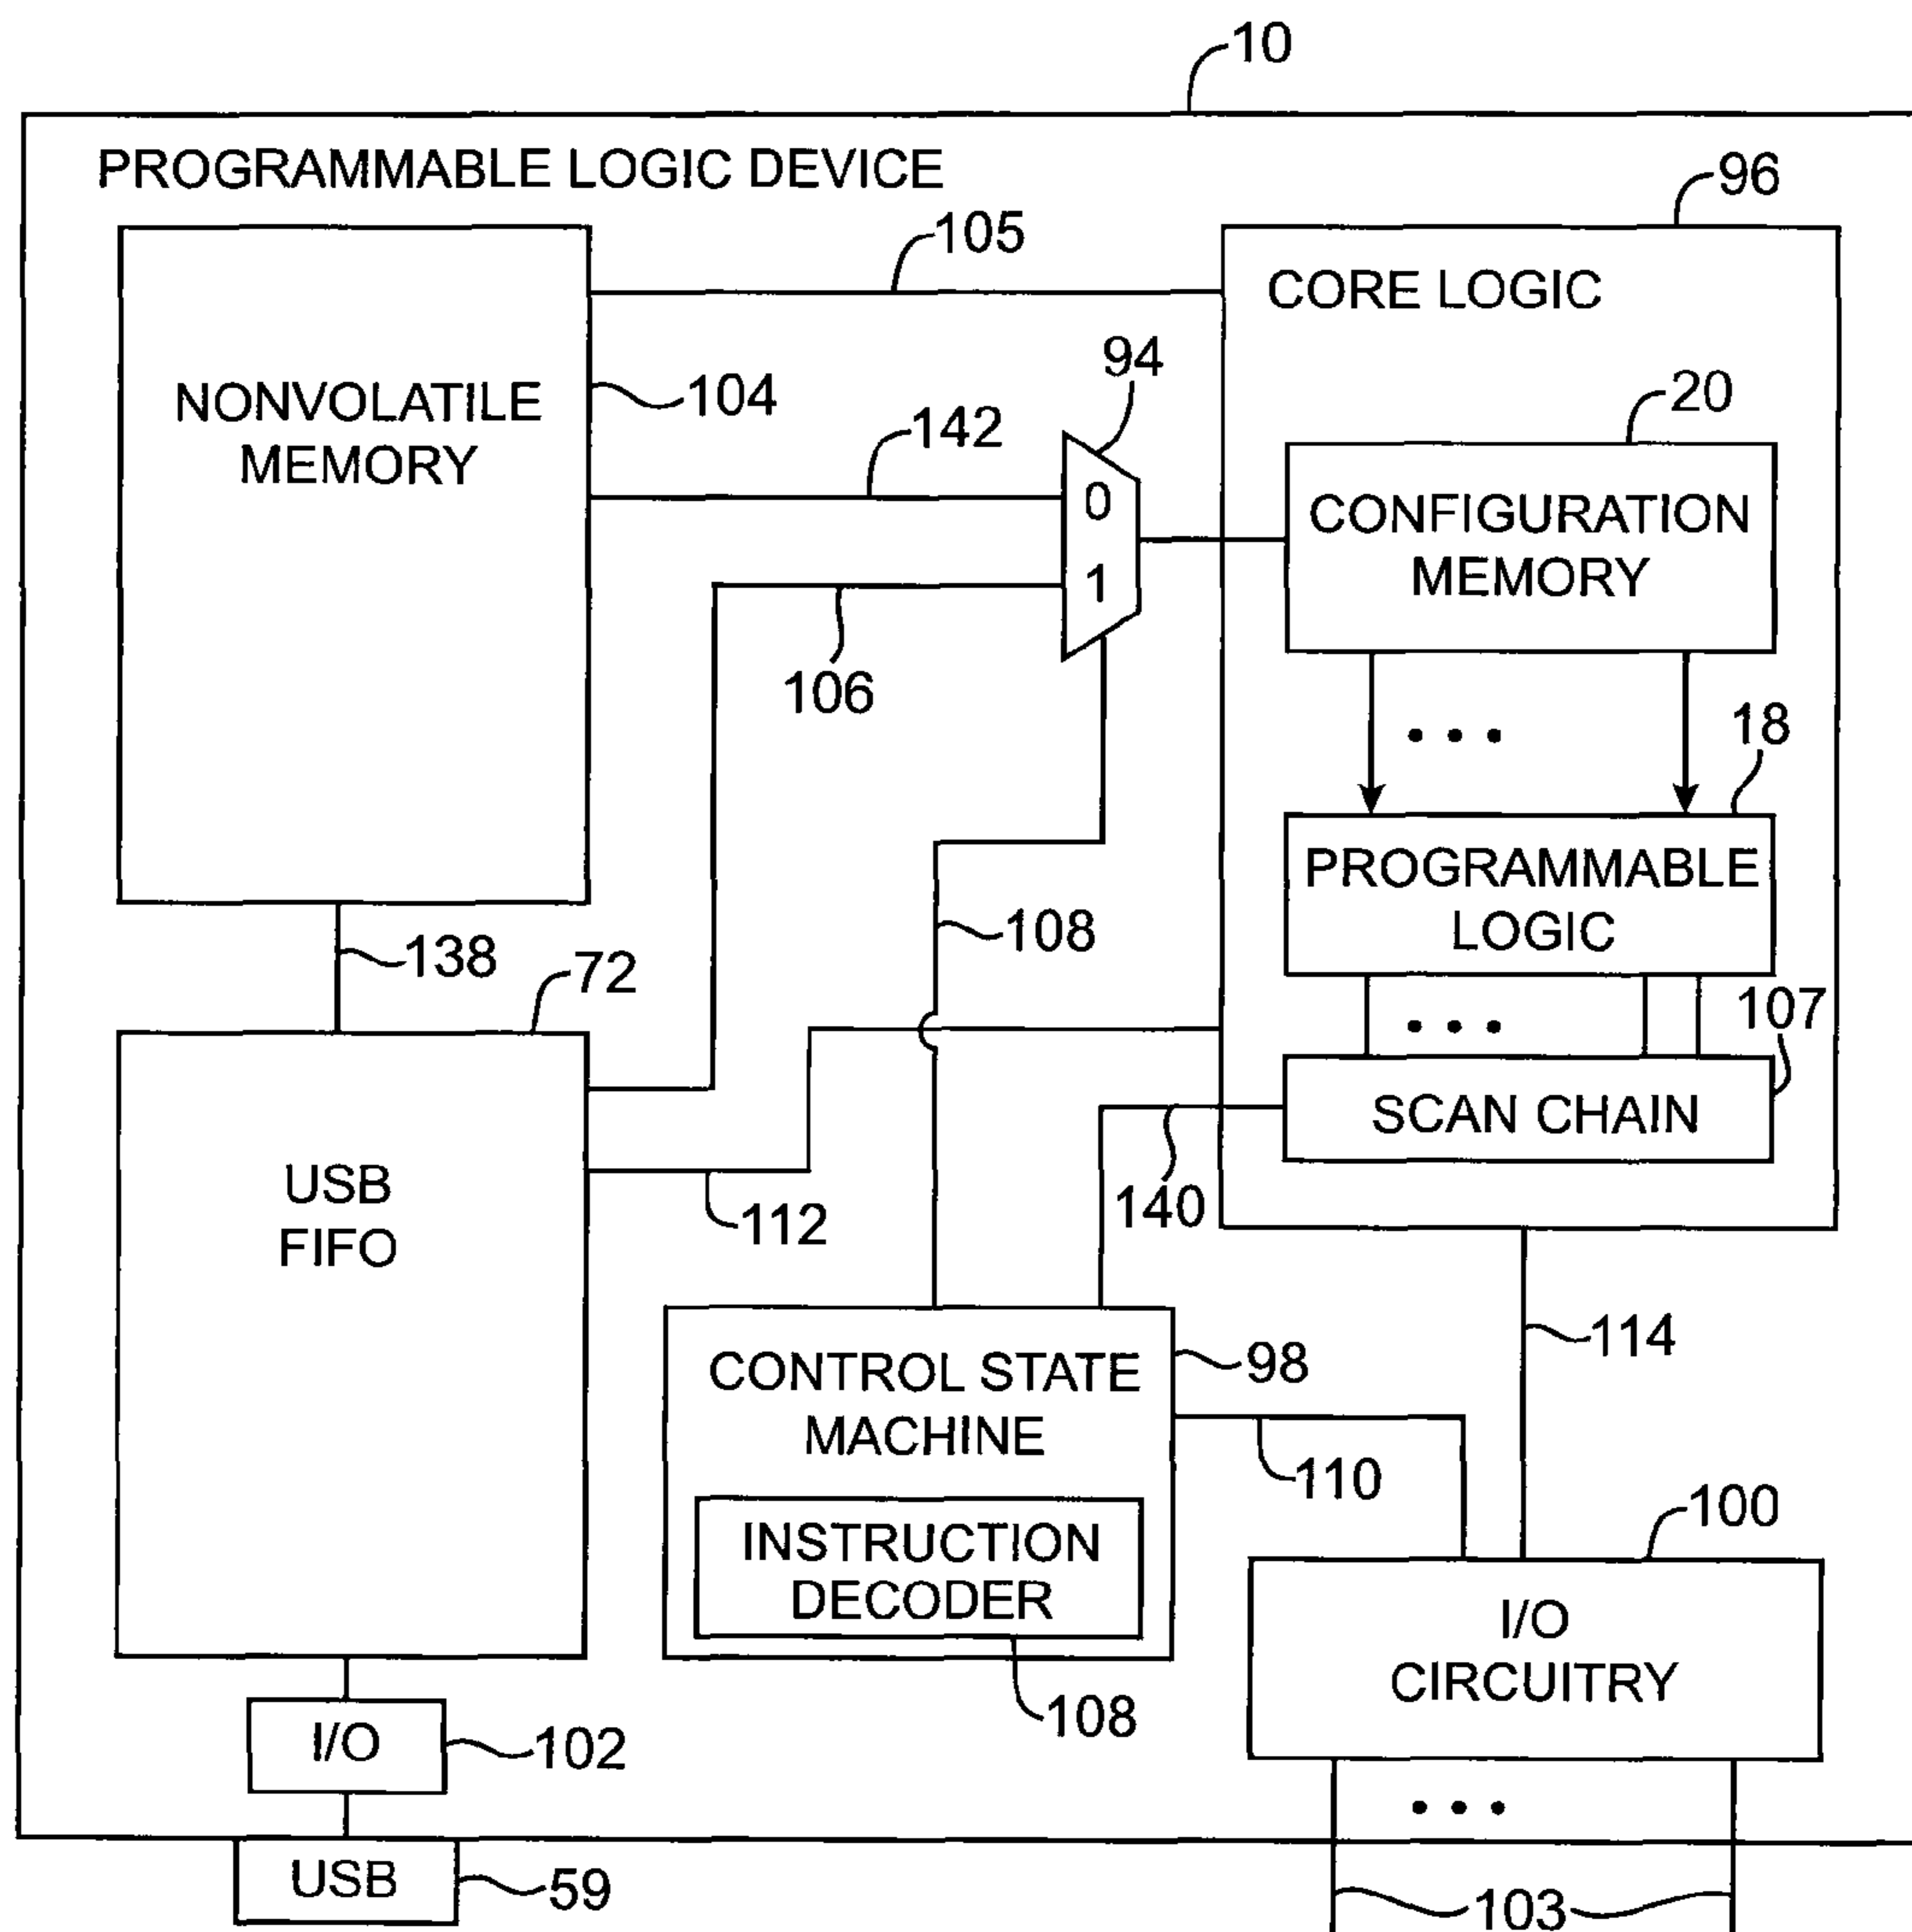 10
PROGRAMMABLE LOGIC DEVICE
96
105
CORE LOGIC
94
20
NONVOLATILE
MEMORY
104
142
0
1
CONFIGURATION
MEMORY
106
• • •
18
PROGRAMMABLE
LOGIC
108
138
72
107
• • •
SCAN CHAIN
USB
FIFO
112
140
114
CONTROL STATE
MACHINE
98
110
100
INSTRUCTION
DECODER
I/O
CIRCUITRY
108
I/O
102
• • •
USB
59
103